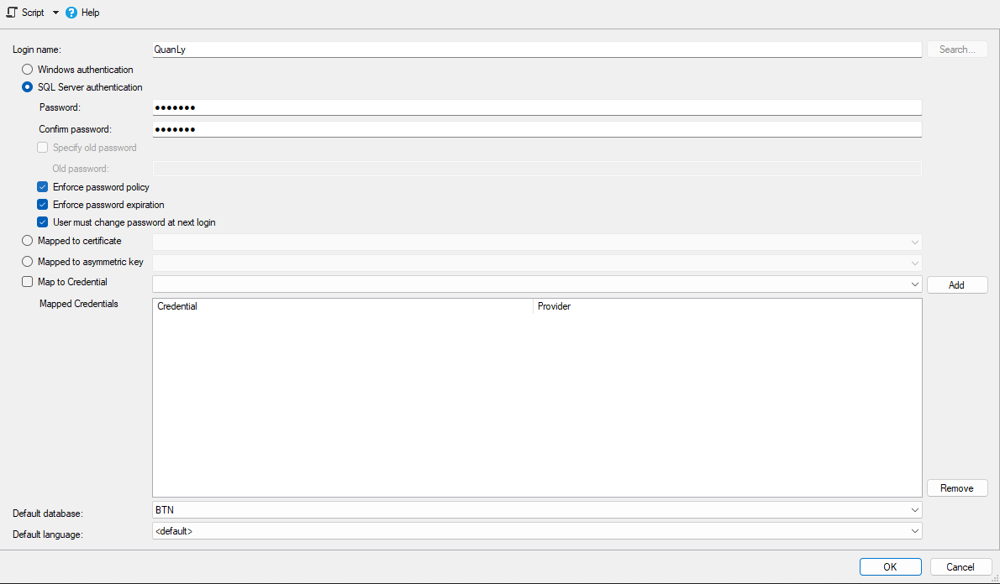 Script Help
Login name: QuanLy Search...
Windows authentication
SQL Server authentication
Password: ●●●●●●●
Confirm password: ●●●●●●●
Specify old password
Old password:
Enforce password policy
Enforce password expiration
User must change password at next login
Mapped to certificate
Mapped to asymmetric key
Map to Credential Add
Mapped Credentials Credential Provider
Remove
Default database: BTN
Default language: <default>
OK Cancel